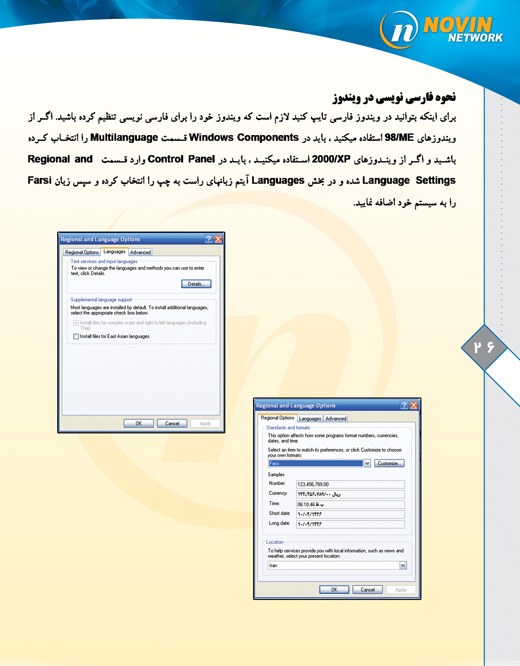 NOVIN
NETWORK
نحوه فارسی نویسی در ویندوز
برای اینکه بتوانید در ویندوز فارسی تایپ کنید لازم است که ویندوز خود را برای فارسی نویسی تنظیم کرده باشید. اگر از
ویندوزهای 98/ME استفاده میکنید ، باید در Windows Components قسمت Multilanguage را انتخاب کرده
باشید و اگر از ویندوزهای 2000/XP استفاده میکنید ، باید در Control Panel وارد قسمت Regional and
Language Settings شده و در بخش Languages آیتم زبانهای راست به چپ را انتخاب کرده و سپس زبان Farsi
را به سیستم خود اضافه نمایید.
Regional and Language Options
Regional Options Languages Advanced
Text services and input languages
To view or change the languages and methods you can use to enter
text, click Details.
Details...
Supplemental language support
Most languages are installed by default. To install additional languages,
select the appropriate check box below.
Install files for complex script and right-to-left languages (including
Thai)
Install files for East Asian languages
OK Cancel Apply
۲۶
Regional and Language Options
Regional Options Languages Advanced
Standards and formats
This option affects how some programs format numbers, currencies,
dates, and time.
Select an item to match its preferences, or click Customize to choose
your own formats:
Farsi Customize...
Samples
Number: 123,456,789.00
Currency: ریال ۱۲۳,۴۵۶,۷۸۹/۰۰
Time: 06:10:46 ب.ظ
Short date: ۱۰/۰۴/۱۴۲۶
Long date: ۱۰/۰۴/۱۴۲۶
Location
To help services provide you with local information, such as news and
weather, select your present location:
Iran
OK Cancel Apply